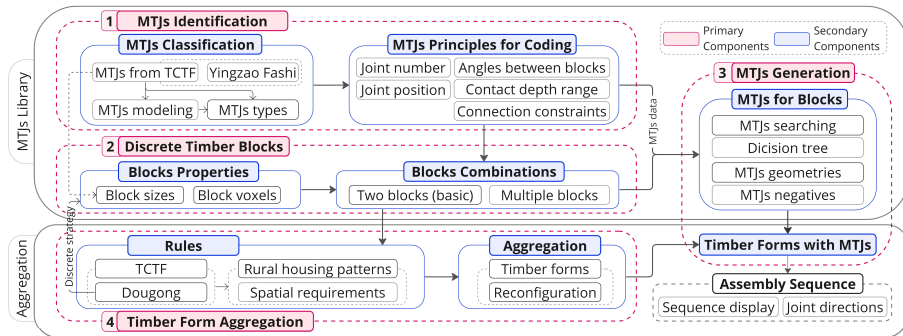 1 MTJs Identification
MTJs Classification
MTJs from TCTF
Yingzao Fashi
MTJs modeling
MTJs types
MTJs Principles for Coding
Joint number
Angles between blocks
Joint position
Contact depth range
Connection constraints
Primary
Components
Secondary
Components
MTJs Library
MTJs data
2 Discrete Timber Blocks
Blocks Properties
Block sizes
Block voxels
Blocks Combinations
Two blocks (basic)
Multiple blocks
3 MTJs Generation
MTJs for Blocks
MTJs searching
Dicision tree
MTJs geometries
MTJs negatives
Timber Forms with MTJs
Assembly Sequence
Sequence display
Joint directions
Aggregation
Discrete strategy
Rules
TCTF
Rural housing patterns
Dougong
Spatial requirements
Aggregation
Timber forms
Reconfiguration
4 Timber Form Aggregation